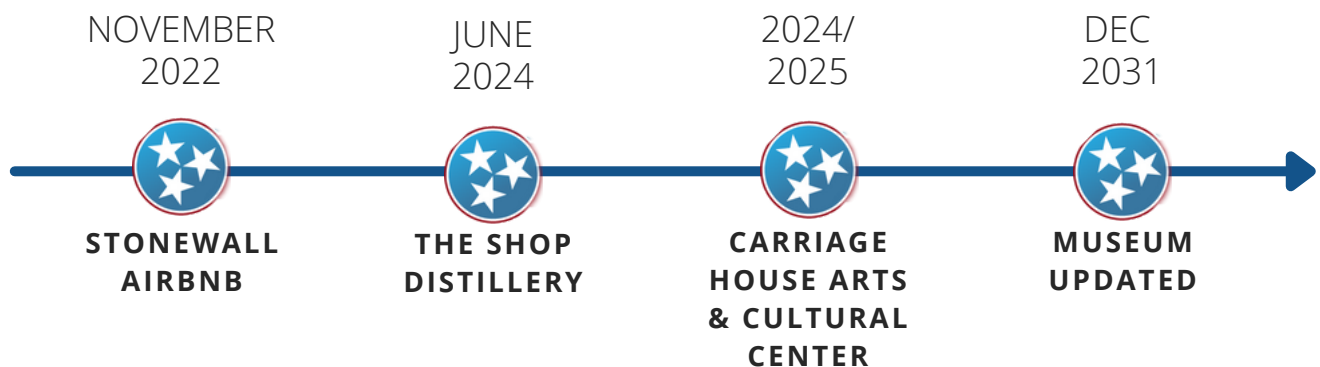 NOVEMBER
2022
STONEWALL
AIRBNB
JUNE
2024
THE SHOP
DISTILLERY
2024/
2025
CARRIAGE
HOUSE ARTS
& CULTURAL
CENTER
DEC
2031
MUSEUM
UPDATED